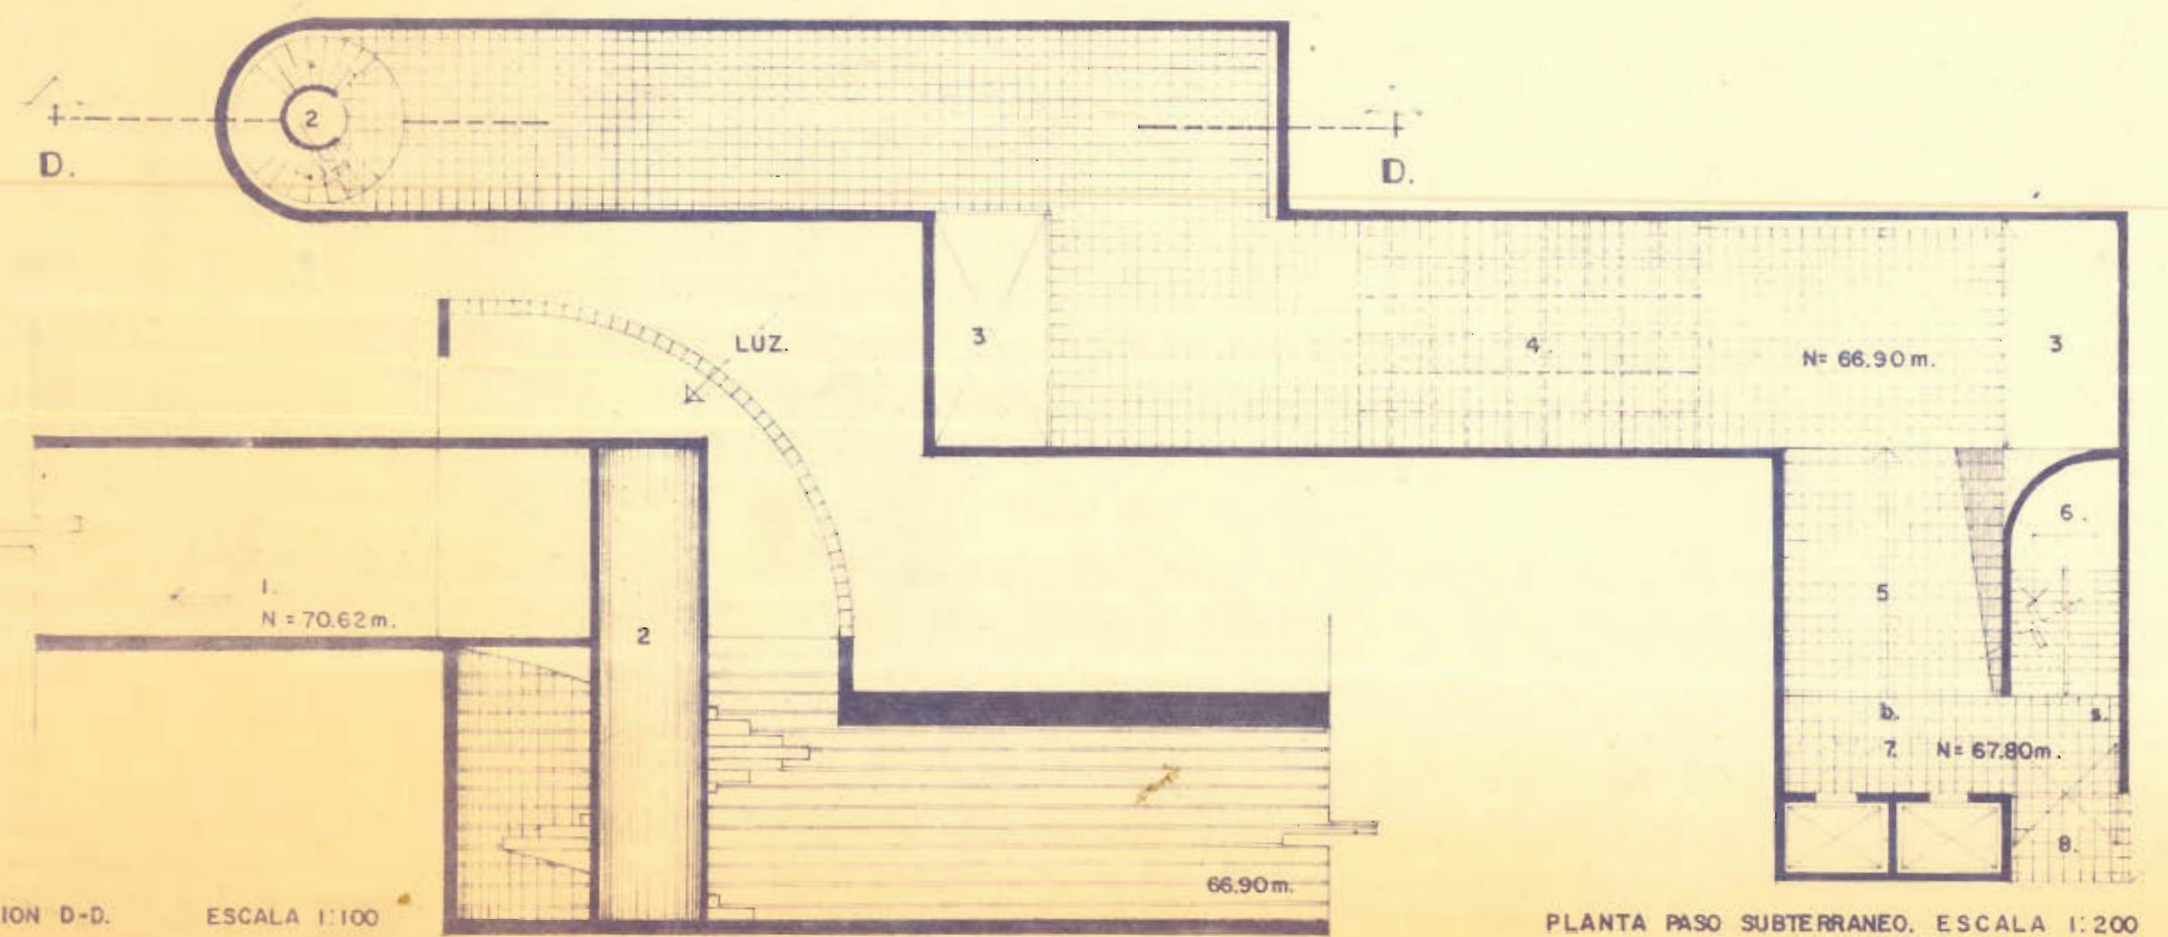 2
D.
D.
LUZ.
3
4.
N= 66.90 m.
3
6.
1.
N = 70.62 m.
2
5
b.
s.
7. N= 67.80m.
8.
66.90 m.
ION D-D. ESCALA 1:100
PLANTA PASO SUBTERRANEO. ESCALA 1:200